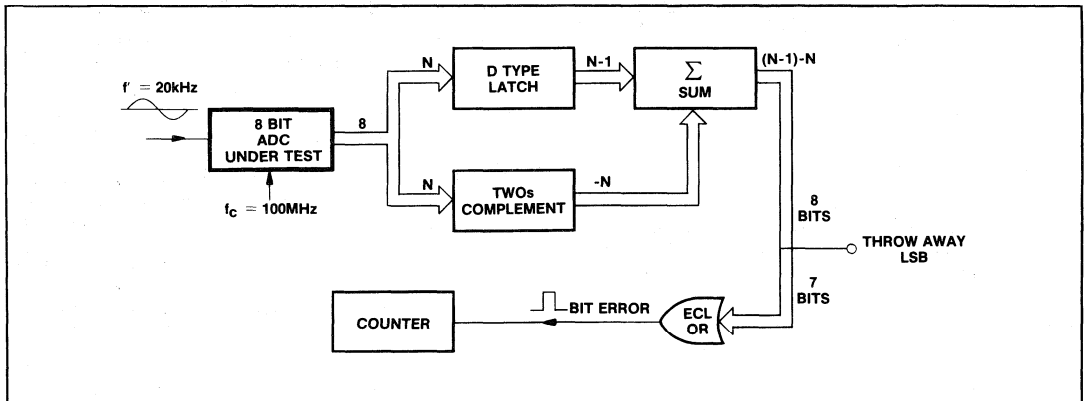 f' = 20kHz
8 BIT
ADC
UNDER TEST
fC = 100MHz
8
N
D TYPE
LATCH
N-1
Σ
SUM
(N-1)-N
N
TWOs
COMPLEMENT
-N
8
BITS
THROW AWAY
LSB
7
BITS
ECL
OR
BIT ERROR
COUNTER